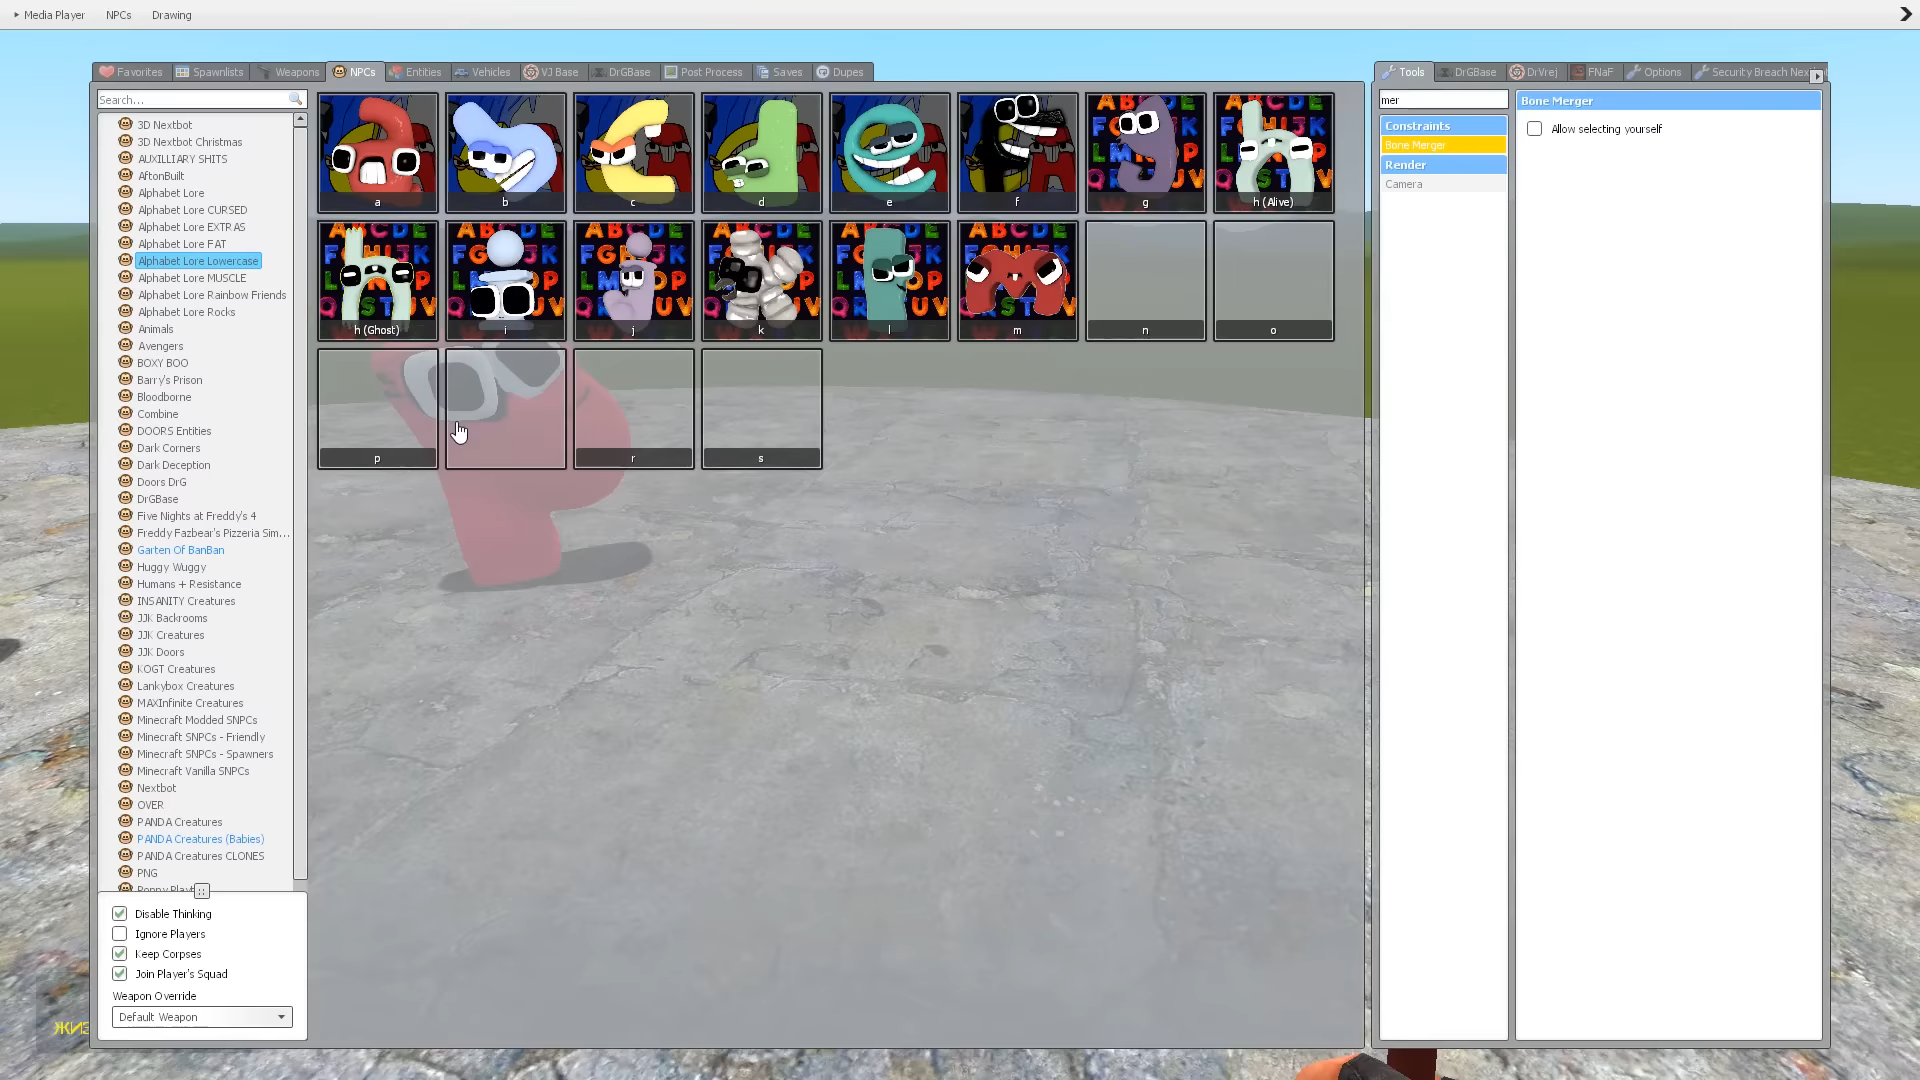 Media Player NPCs Drawing
Favorites Spawnlists Weapons NPCs Entities Vehicles VJ Base DrGBase Post Process Saves Dupes
Search...
3D Nextbot
3D Nextbot Christmas
AUXILLIARY SHITS
AftonBuilt
Alphabet Lore
Alphabet Lore CURSED
Alphabet Lore EXTRAS
Alphabet Lore FAT
Alphabet Lore Lowercase
Alphabet Lore MUSCLE
Alphabet Lore Rainbow Friends
Alphabet Lore Rocks
Animals
Avengers
BOXY BOO
Barry's Prison
Bloodborne
Combine
DOORS Entities
Dark Corners
Dark Deception
Doors DrG
DrGBase
Five Nights at Freddy's 4
Freddy Fazbear's Pizzeria Sim...
Garten Of BanBan
Huggy Wuggy
Humans + Resistance
INSANITY Creatures
JJK Backrooms
JJK Creatures
JJK Doors
KOGT Creatures
Lankybox Creatures
MAXInfinite Creatures
Minecraft Modded SNPCs
Minecraft SNPCs - Friendly
Minecraft SNPCs - Spawners
Minecraft Vanilla SNPCs
Nextbot
OVER
PANDA Creatures
PANDA Creatures (Babies)
PANDA Creatures CLONES
PNG
Disable Thinking
Ignore Players
Keep Corpses
Join Player's Squad
Weapon Override
Default Weapon
a b c d e f g h (Alive)
h (Ghost) i j k l m n o
p r s
Tools DrGBase DrVrej FNaF Options Security Breach
mer
Constraints
Bone Merger
Render
Camera
Bone Merger
Allow selecting yourself